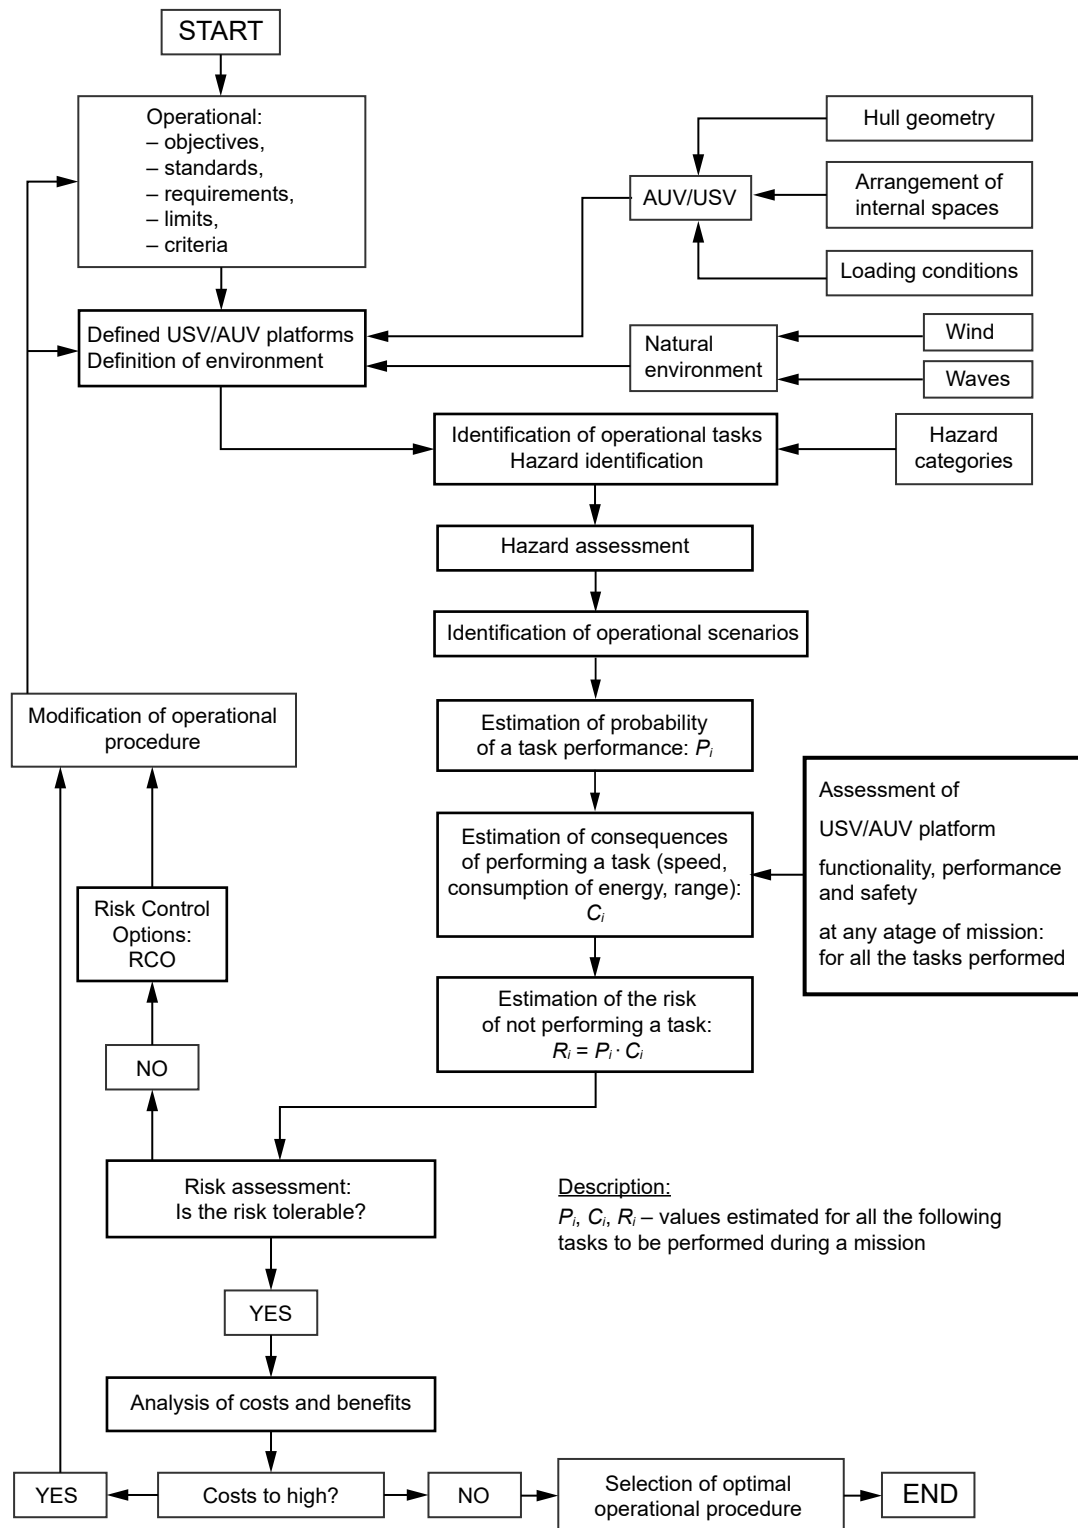 START
Operational:
– objectives,
– standards,
– requirements,
– limits,
– criteria
Hull geometry
AUV/USV
Arrangement of
internal spaces
Loading conditions
Defined USV/AUV platforms
Definition of environment
Natural
environment
Wind
Waves
Identification of operational tasks
Hazard identification
Hazard
categories
Hazard assessment
Identification of operational scenarios
Modification of operational
procedure
Estimation of probability
of a task performance: Pᵢ
Assessment of
USV/AUV platform
functionality, performance
and safety
at any atage of mission:
for all the tasks performed
Estimation of consequences
of performing a task (speed,
consumption of energy, range):
Cᵢ
Risk Control
Options:
RCO
Estimation of the risk
of not performing a task:
Rᵢ = Pᵢ · Cᵢ
NO
Risk assessment:
Is the risk tolerable?
Description:
Pᵢ, Cᵢ, Rᵢ – values estimated for all the following
tasks to be performed during a mission
YES
Analysis of costs and benefits
YES
Costs to high?
NO
Selection of optimal
operational procedure
END